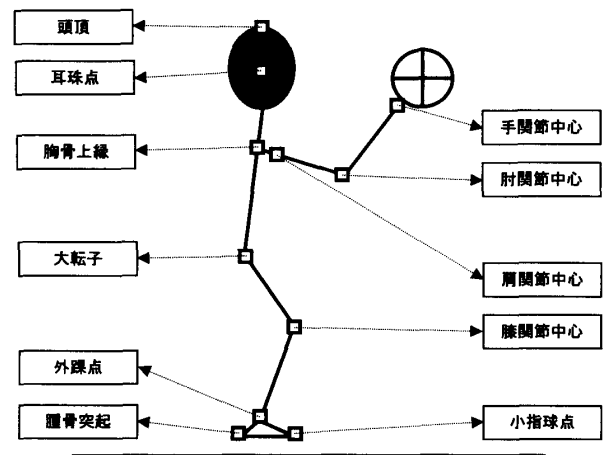 頭頂
耳珠点
胸骨上縁
大転子
外踝点
踵骨突起
手関節中心
肘関節中心
肩関節中心
膝関節中心
小指球点